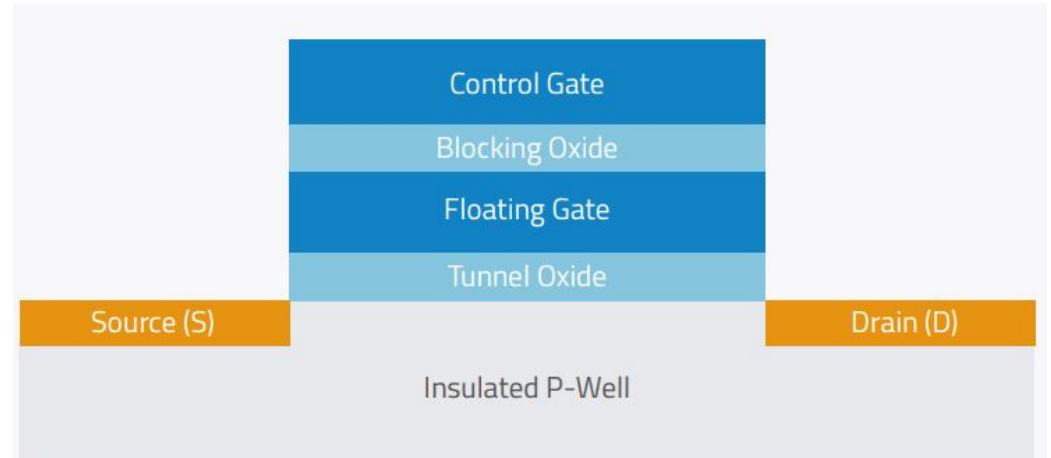 Control Gate
Blocking Oxide
Floating Gate
Tunnel Oxide
Source (S)
Drain (D)
Insulated P-Well